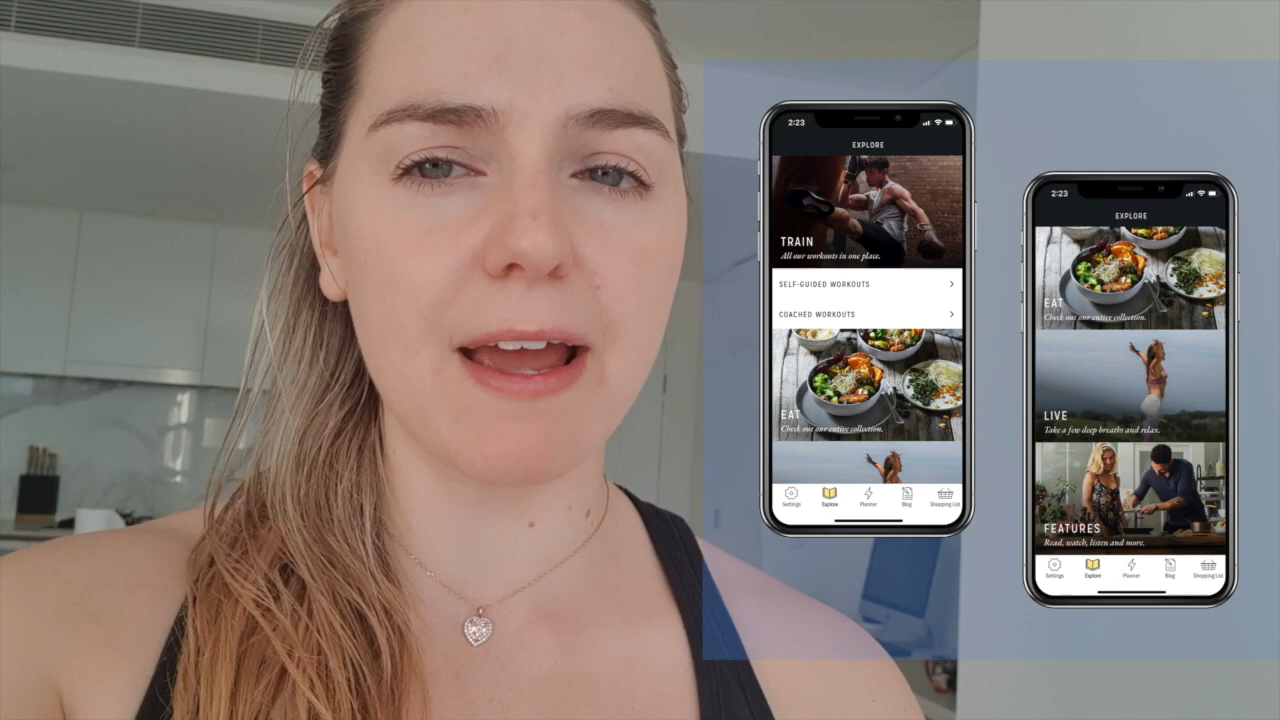 2:23
EXPLORE
TRAIN
All our workouts in one place.
SELF-GUIDED WORKOUTS
COACHED WORKOUTS
EAT
Check out our entire collection.
Settings
Explore
Planner
Blog
Shopping List
2:23
EXPLORE
EAT
Check out our entire collection.
LIVE
Take a few deep breaths and relax.
FEATURES
Read, watch, listen and more.
Settings
Explore
Planner
Blog
Shopping List